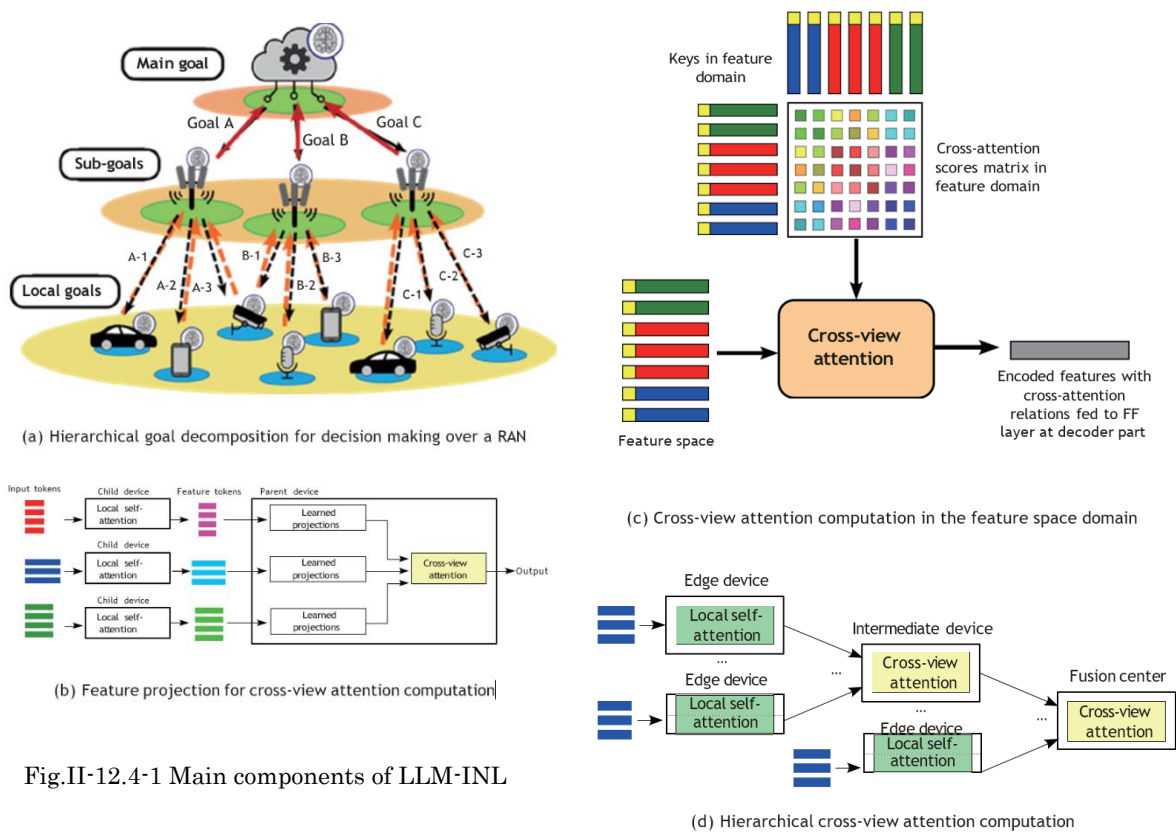 Main goal
Goal A
Goal B
Goal C
Sub-goals
A-1
A-2
A-3
B-1
B-2
B-3
C-1
C-2
C-3
Local goals
(a) Hierarchical goal decomposition for decision making over a RAN
Input tokens
Child device
Feature tokens
Parent device
Local self-
attention
Learned
projections
Child device
Local self-
attention
Learned
projections
Cross-view
attention
Output
Child device
Local self-
attention
Learned
projections
(b) Feature projection for cross-view attention computation
Fig.II-12.4-1 Main components of LLM-INL
Keys in feature
domain
Cross-attention
scores matrix in
feature domain
Cross-view
attention
Feature space
Encoded features with
cross-attention
relations fed to FF
layer at decoder part
(c) Cross-view attention computation in the feature space domain
Edge device
Local self-
attention
...
Edge device
Local self-
attention
Intermediate device
...
Cross-view
attention
...
Edge device
Local self-
attention
Fusion center
...
Cross-view
attention
(d) Hierarchical cross-view attention computation